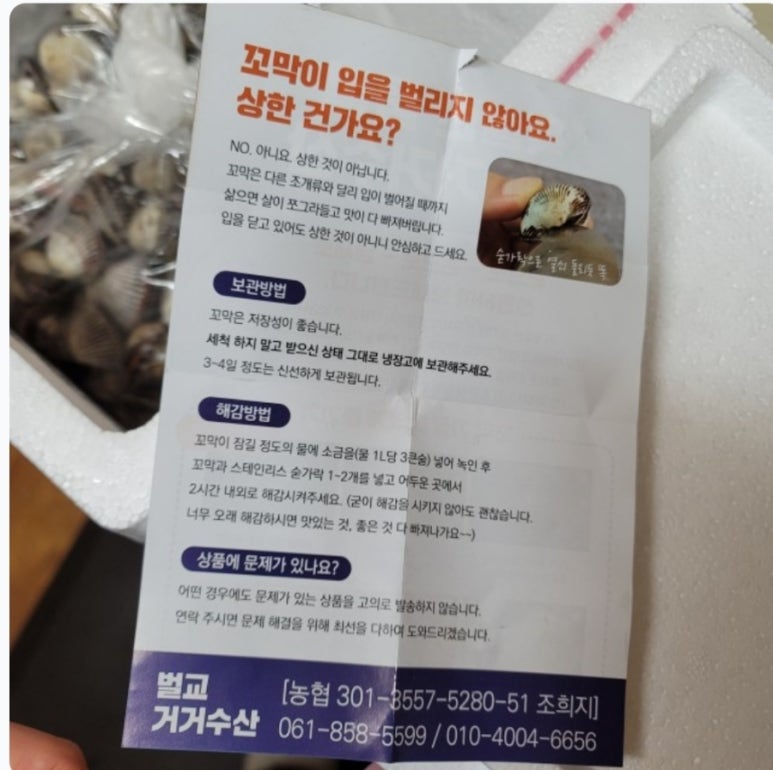 꼬막이 입을 벌리지 않아요.
상한 건가요?
NO. 아니요. 상한 것이 아닙니다.
꼬막은 다른 조개류와 달리 입이 벌어질 때까지
삶으면 살이 쪼그라들고 맛이 다 빠져버립니다.
입을 닫고 있어도 상한 것이 아니니 안심하고 드세요.
숟가락으로 열심 돌리도 똑
보관방법
꼬막은 저장성이 좋습니다.
세척 하지 말고 받으신 상태 그대로 냉장고에 보관해주세요.
3~4일 정도는 신선하게 보관됩니다.
해감방법
꼬막이 잠길 정도의 물에 소금을(물 1L당 3큰술) 넣어 녹인 후
꼬막과 스테인리스 숟가락 1~2개를 넣고 어두운 곳에서
2시간 내외로 해감시켜주세요. (굳이 해감을 시키지 않아도 괜찮습니다.
너무 오래 해감하시면 맛있는 것, 좋은 것 다 빠져나가요~~)
상품에 문제가 있나요?
어떤 경우에도 문제가 있는 상품을 고의로 발송하지 않습니다.
연락 주시면 문제 해결을 위해 최선을 다하여 도와드리겠습니다.
벌교
거거수산
[농협 301-3557-5280-51 조희지]
061-858-5599 / 010-4004-6656